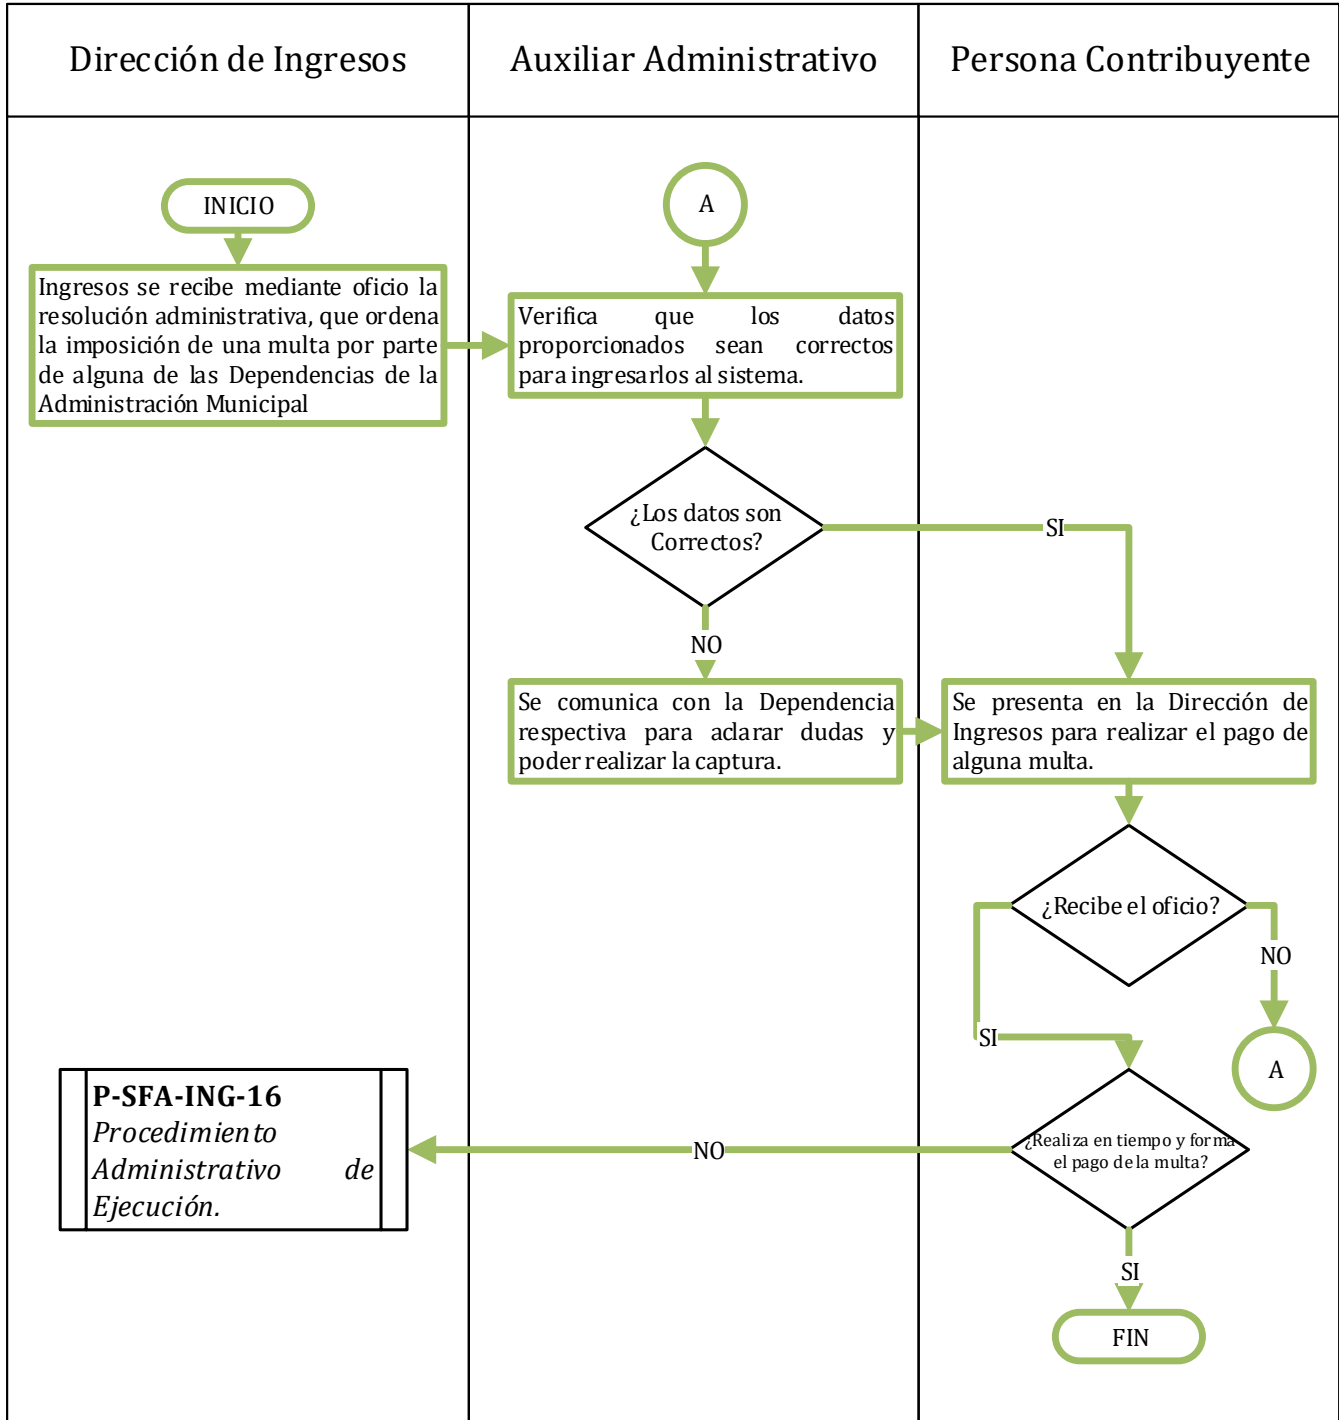 Dirección de Ingresos
Auxiliar Administrativo
Persona Contribuyente
INICIO
Ingresos se recibe mediante oficio la
resolución administrativa, que ordena
la imposición de una multa por parte
de alguna de las Dependencias de la
Administración Municipal
A
Verifica que los datos
proporcionados sean correctos
para ingresarlos al sistema.
¿Los datos son
Correctos?
SI
NO
Se comunica con la Dependencia
respectiva para aclarar dudas y
poder realizar la captura.
Se presenta en la Dirección de
Ingresos para realizar el pago de
alguna multa.
¿Recibe el oficio?
NO
A
SI
¿Realiza en tiempo y forma
el pago de la multa?
NO
P-SFA-ING-16
Procedimiento
Administrativo de
Ejecución.
SI
FIN